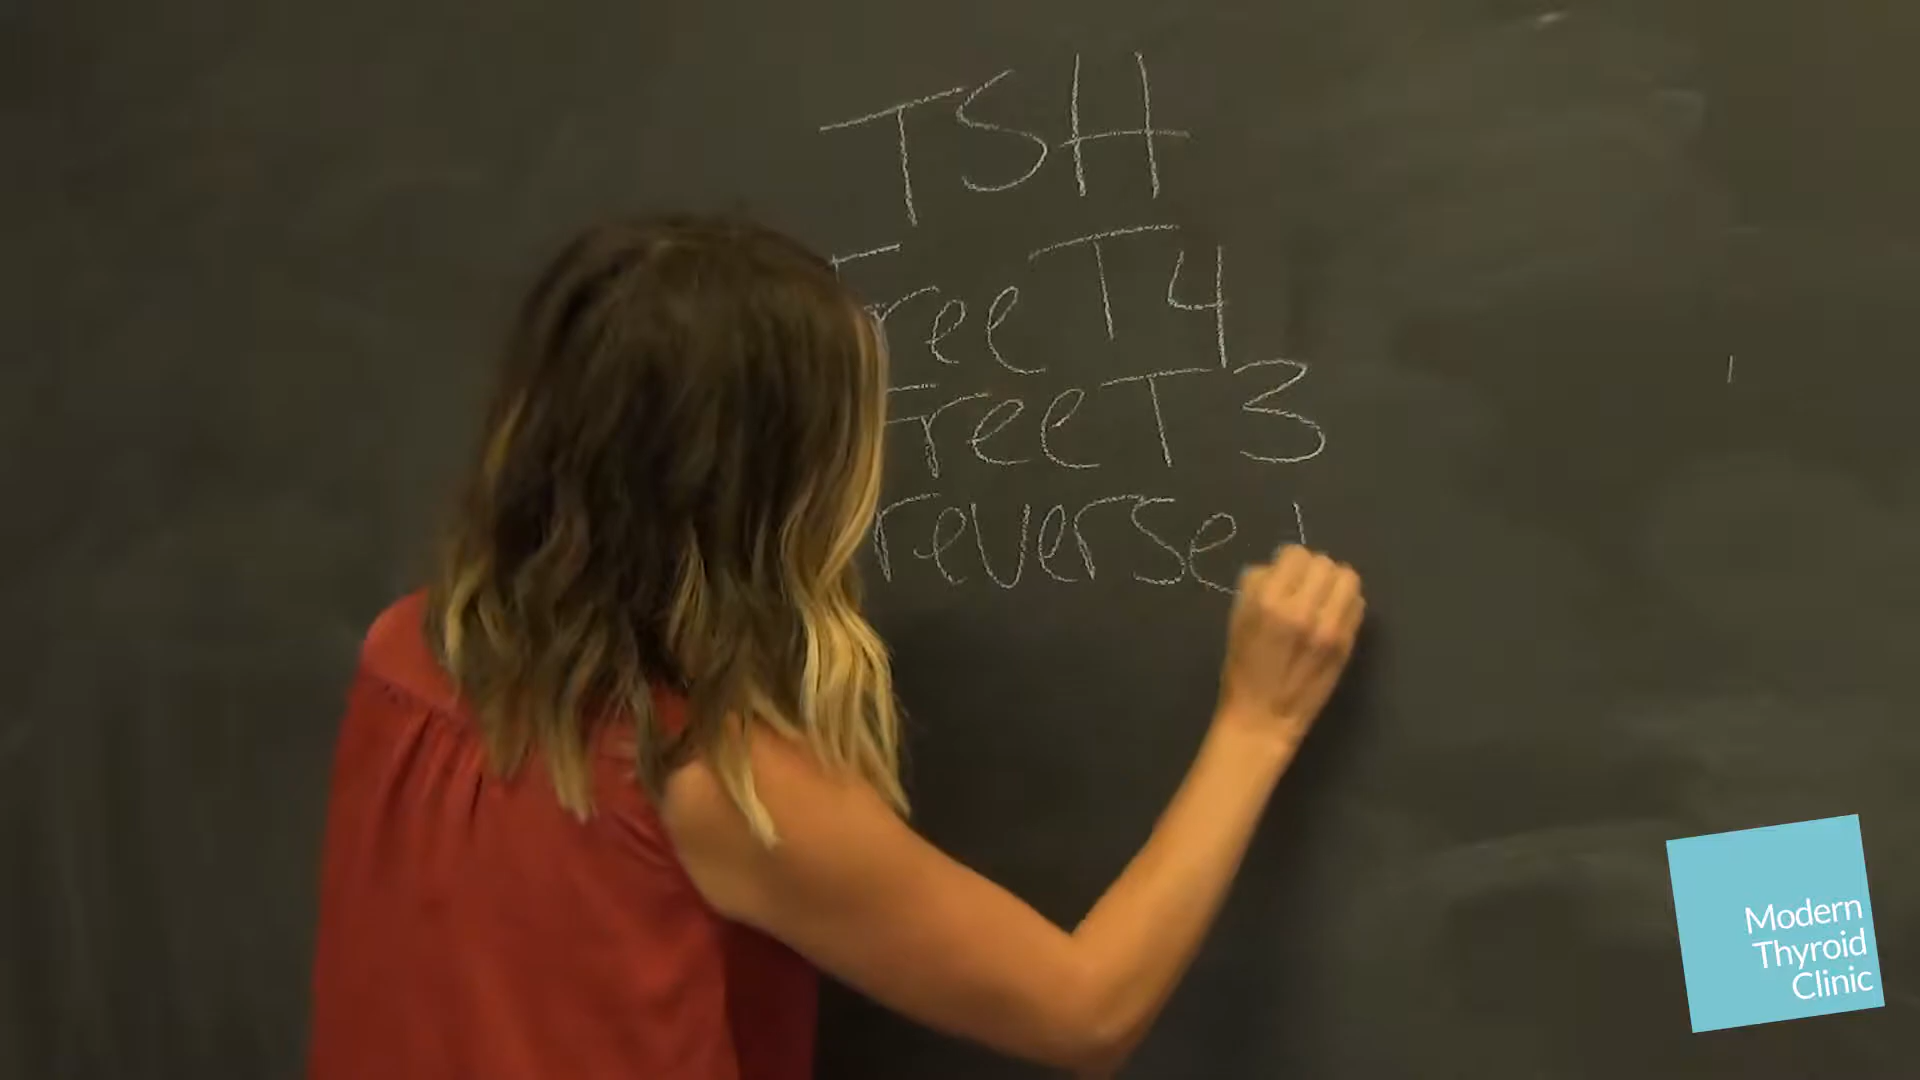 TSH
Free T4
Free T3
reverse
Modern
Thyroid
Clinic